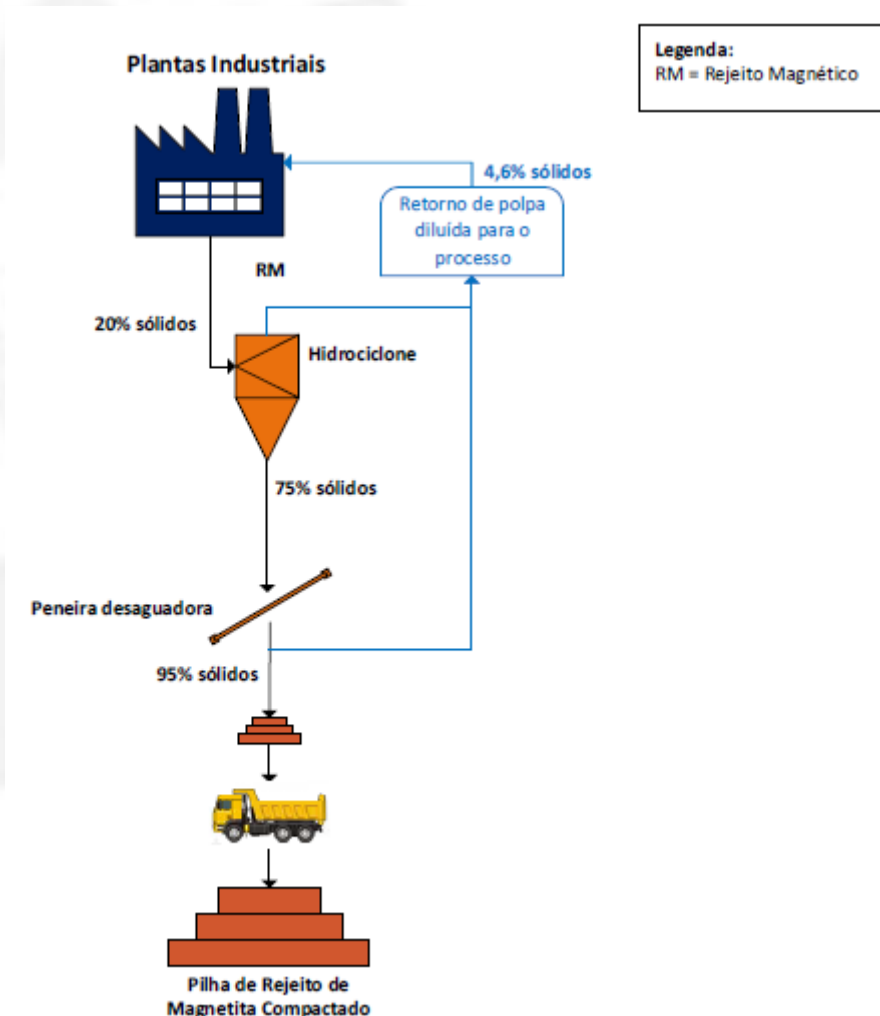 Plantas Industriais
Legenda:
RM = Rejeito Magnético
4,6% sólidos
Retorno de polpa
diluída para o
processo
RM
20% sólidos
Hidrociclone
75% sólidos
Peneira desaguadora
95% sólidos
Pilha de Rejeito de
Magnetita Compactado